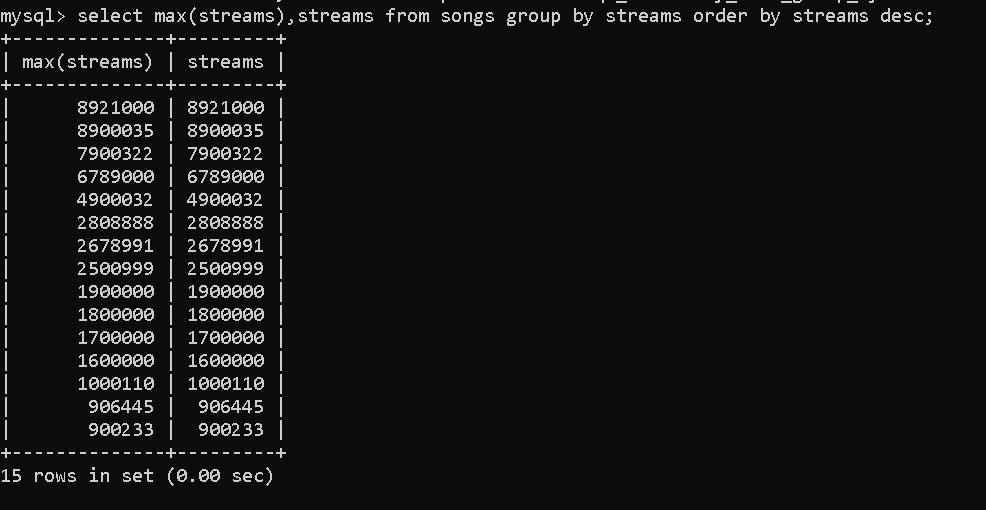 mysql> select max(streams),streams from songs group by streams order by streams desc;
+--------------+---------+
| max(streams) | streams |
+--------------+---------+
|      8921000 | 8921000 |
|      8900035 | 8900035 |
|      7900322 | 7900322 |
|      6789000 | 6789000 |
|      4900032 | 4900032 |
|      2808888 | 2808888 |
|      2678991 | 2678991 |
|      2500999 | 2500999 |
|      1900000 | 1900000 |
|      1800000 | 1800000 |
|      1700000 | 1700000 |
|      1600000 | 1600000 |
|      1000110 | 1000110 |
|       906445 |  906445 |
|       900233 |  900233 |
+--------------+---------+
15 rows in set (0.00 sec)